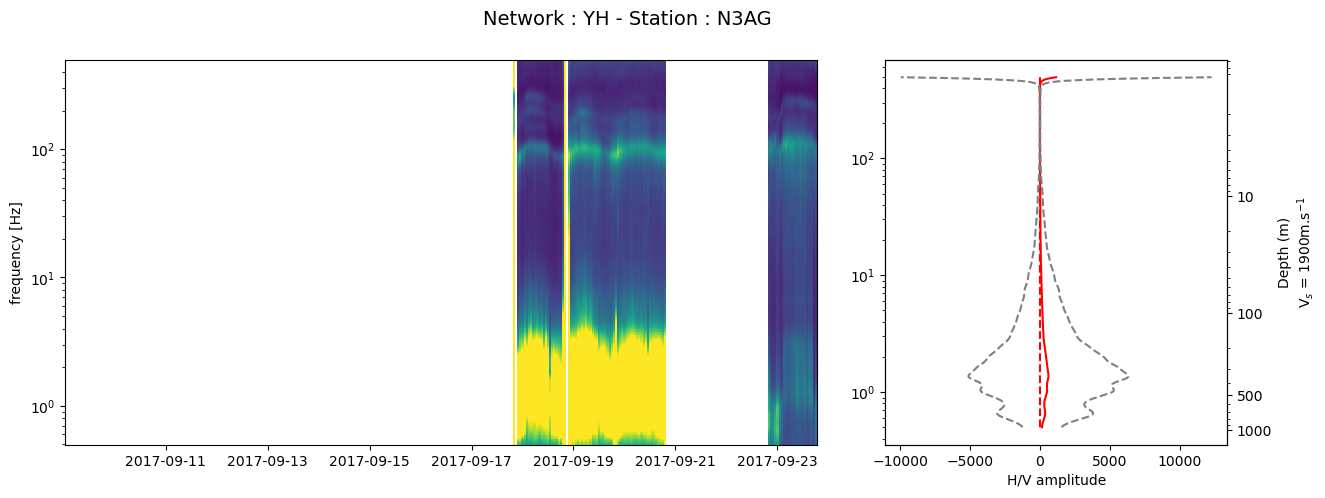 Network : YH - Station : N3AG
frequency [Hz]
10²
10¹
10⁰
2017-09-11 2017-09-13 2017-09-15 2017-09-17 2017-09-19 2017-09-21 2017-09-23
10²
10¹
10⁰
−10000 −5000 0 5000 10000
H/V amplitude
10
100
500
1000
Depth (m)
Vₛ = 1900m.s⁻¹